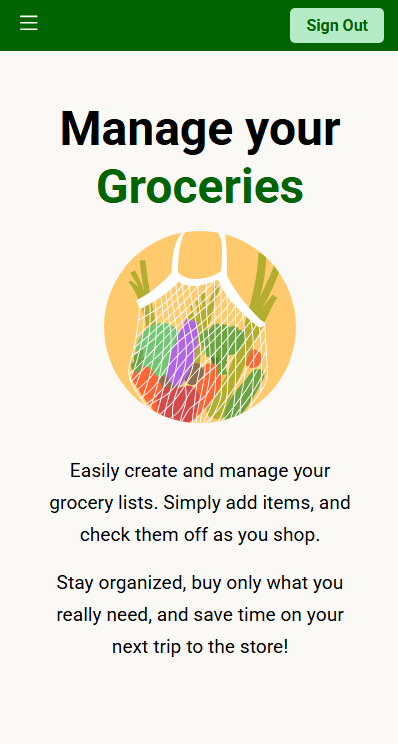 Sign Out
Manage your
Groceries
Easily create and manage your
grocery lists. Simply add items, and
check them off as you shop.
Stay organized, buy only what you
really need, and save time on your
next trip to the store!